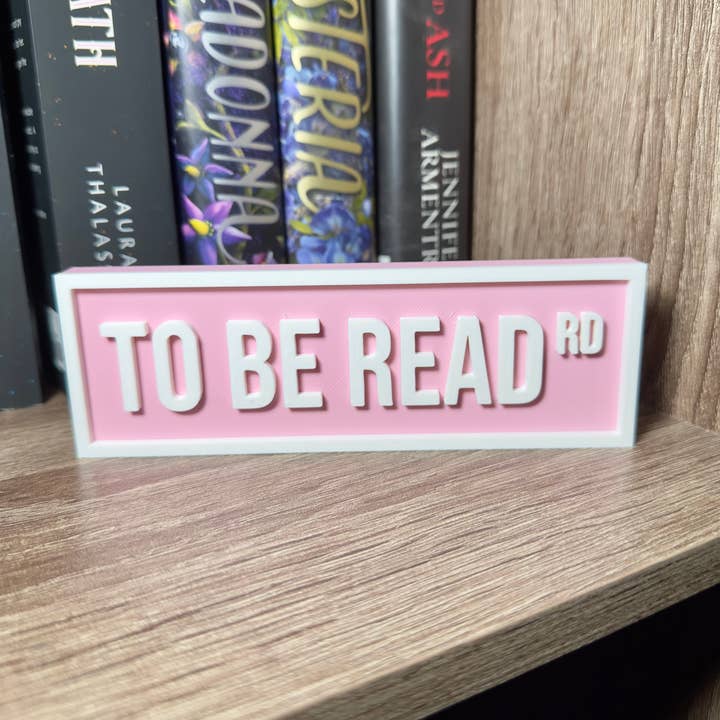 ATH
LAURA
THALAS
ADONNA
STERIA
D ASH
JENNIFE
ARMENTR
TO BE READ RD